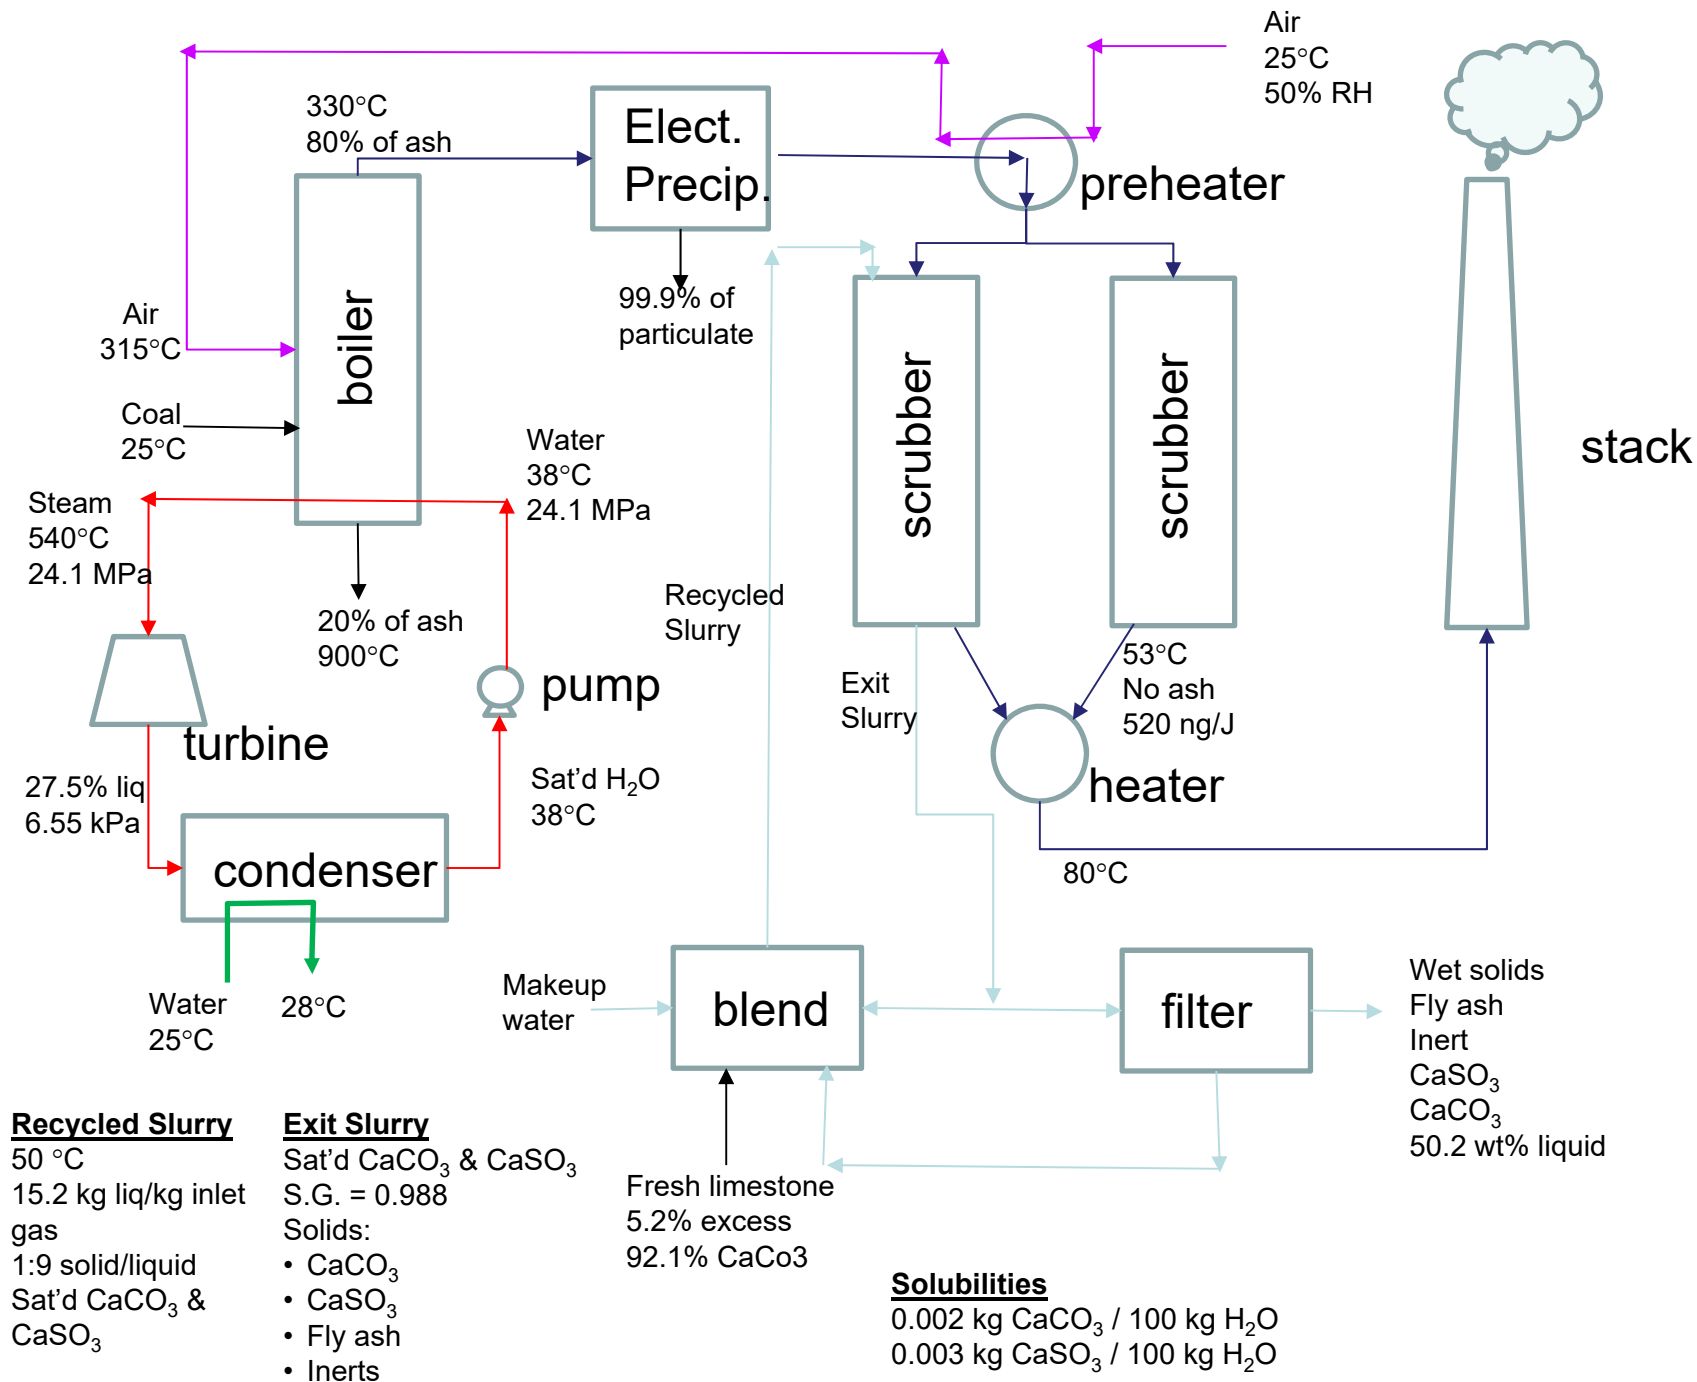 Air
25°C
50% RH
330°C
80% of ash
Elect.
Precip.
preheater
99.9% of
particulate
Air
315°C
boiler
Coal
25°C
scrubber
scrubber
stack
Water
38°C
24.1 MPa
Steam
540°C
24.1 MPa
20% of ash
900°C
Recycled
Slurry
53°C
No ash
520 ng/J
Exit
Slurry
pump
turbine
heater
27.5% liq
6.55 kPa
Sat’d H₂O
38°C
condenser
80°C
Water
25°C
28°C
Makeup
water
blend
filter
Wet solids
Fly ash
Inert
CaSO₃
CaCO₃
50.2 wt% liquid
Recycled Slurry
50 °C
15.2 kg liq/kg inlet
gas
1:9 solid/liquid
Sat’d CaCO₃ &
CaSO₃
Exit Slurry
Sat’d CaCO₃ & CaSO₃
S.G. = 0.988
Solids:
• CaCO₃
• CaSO₃
• Fly ash
• Inerts
Fresh limestone
5.2% excess
92.1% CaCo3
Solubilities
0.002 kg CaCO₃ / 100 kg H₂O
0.003 kg CaSO₃ / 100 kg H₂O